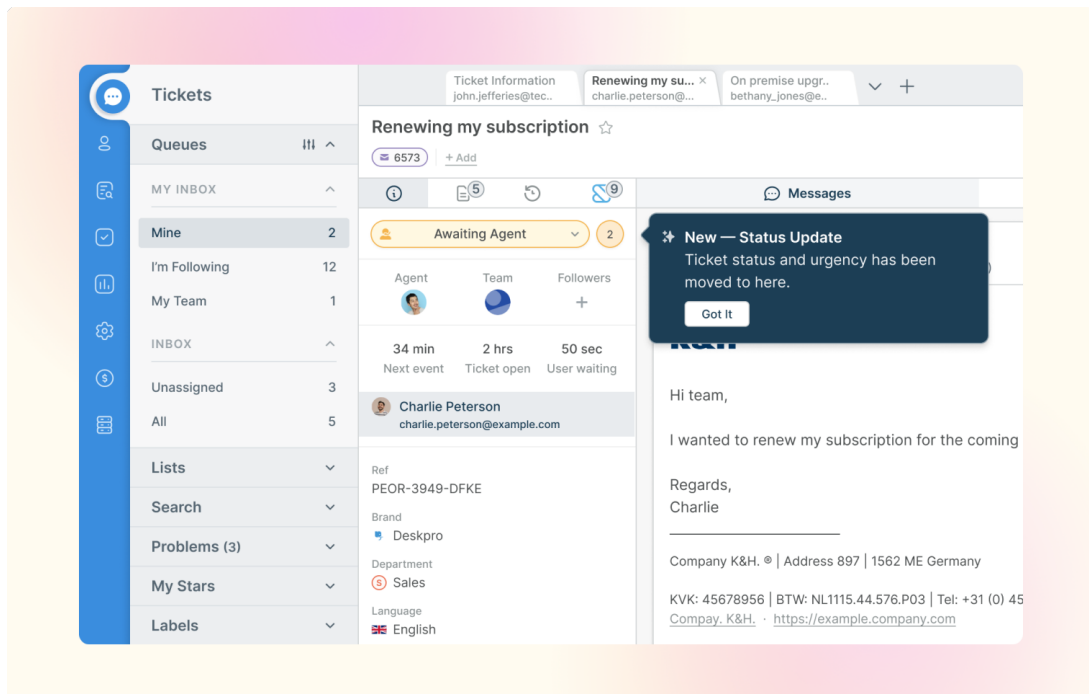 Tickets
Queues
MY INBOX
Mine 2
I'm Following 12
My Team 1
INBOX
Unassigned 3
All 5
Lists
Search
Problems (3)
My Stars
Labels
Ticket Information
john.jefferies@tec..
Renewing my su... ×
charlie.peterson@...
On premise upgr..
bethany_jones@e..
Renewing my subscription
6573
+ Add
5
9
Messages
Awaiting Agent
2
New — Status Update
Ticket status and urgency has been
moved to here.
Got It
Agent Team Followers
34 min 2 hrs 50 sec
Next event Ticket open User waiting
Charlie Peterson
charlie.peterson@example.com
Ref
PEOR-3949-DFKE
Brand
Deskpro
Department
S Sales
Language
English
Hi team,
I wanted to renew my subscription for the coming
Regards,
Charlie
Company K&H. ® | Address 897 | 1562 ME Germany
KVK: 45678956 | BTW: NL1115.44.576.P03 | Tel: +31 (0) 45
Compay. K&H. · https://example.company.com